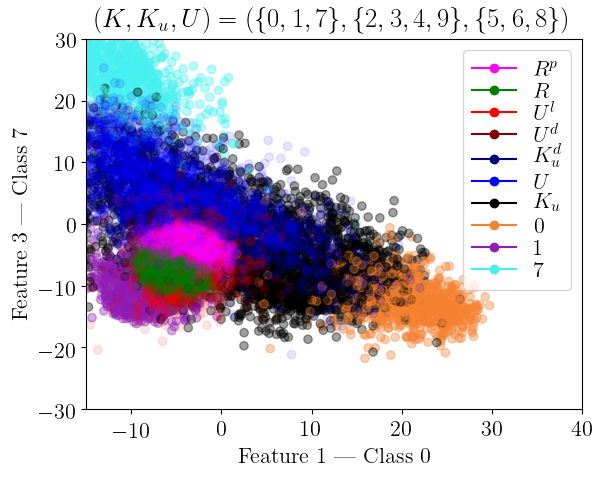 (K, K_u, U) = ({0, 1, 7}, {2, 3, 4, 9}, {5, 6, 8})
30
20
10
0
−10
−20
−30
Feature 3 — Class 7
R^p
R
U^l
U^d
K_u^d
U
K_u
0
1
7
−10
0
10
20
30
40
Feature 1 — Class 0